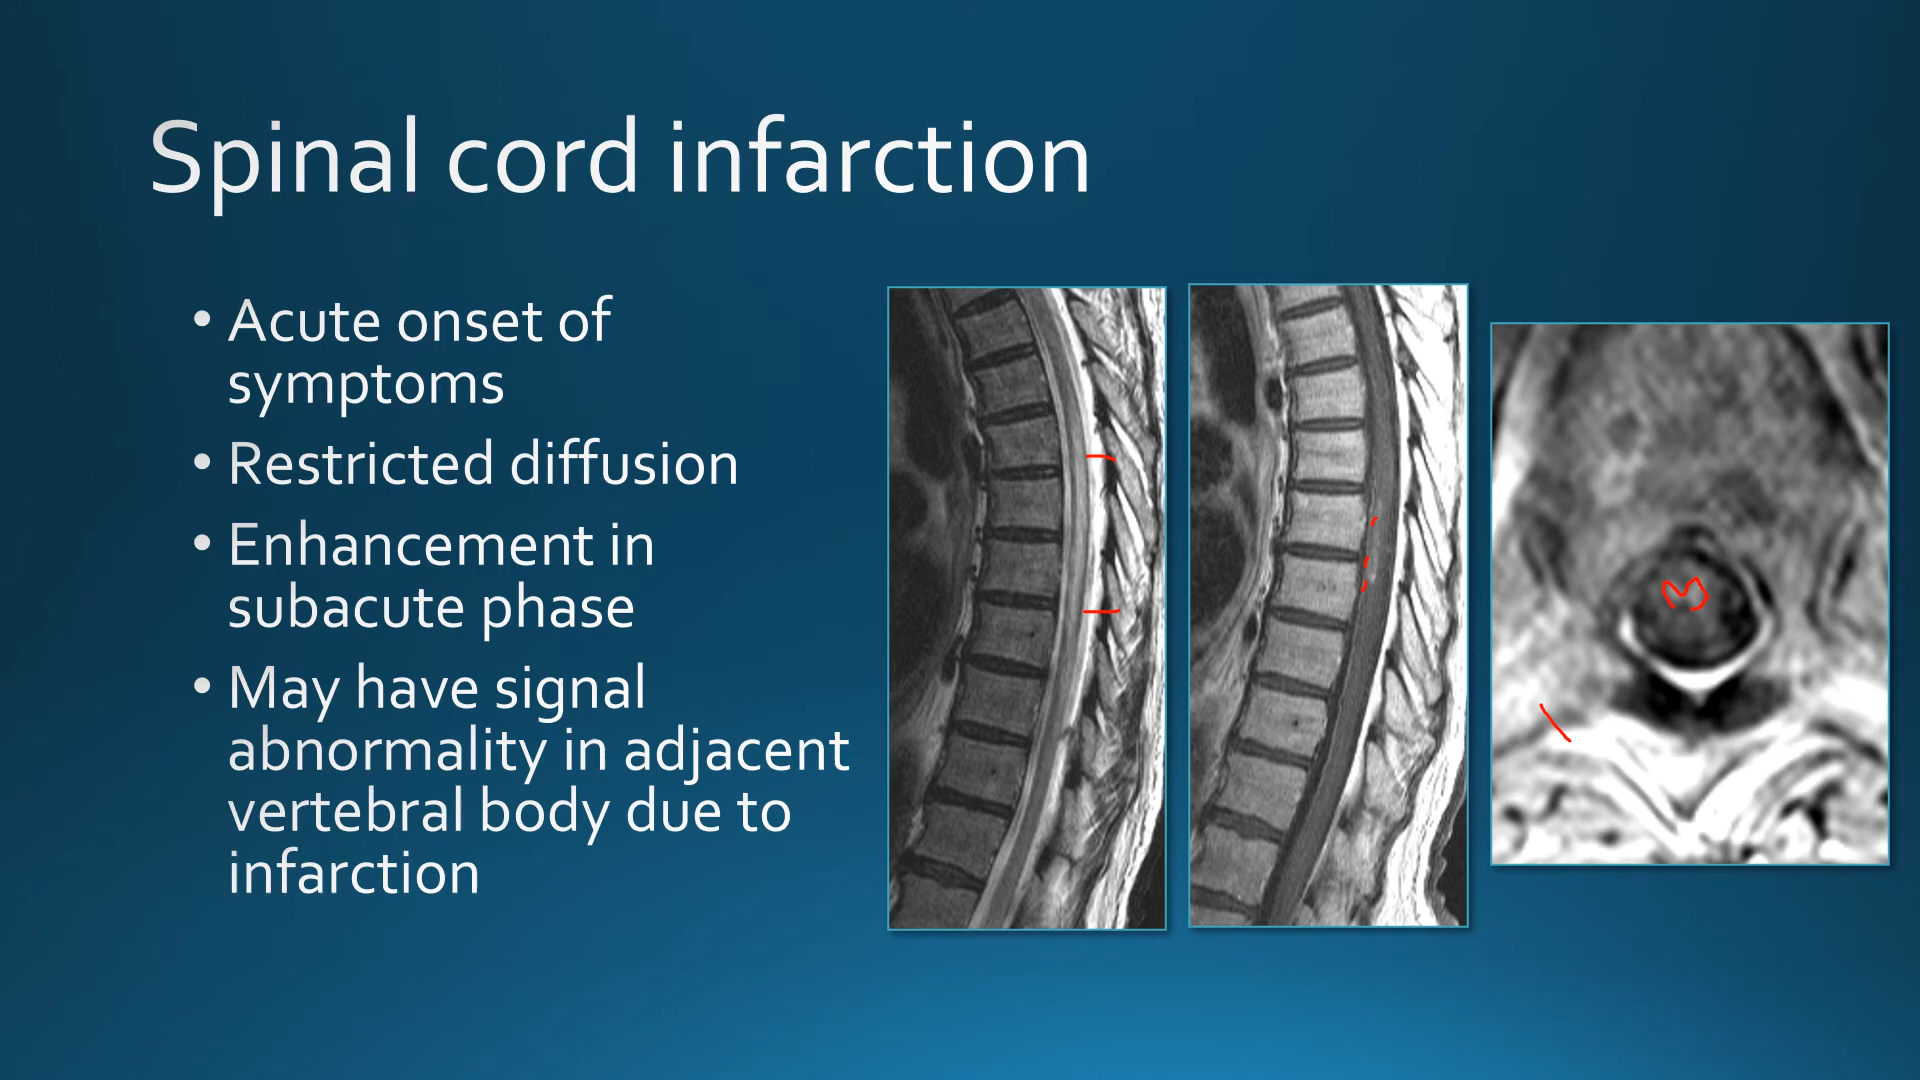 Spinal cord infarction
• Acute onset of
symptoms
• Restricted diffusion
• Enhancement in
subacute phase
• May have signal
abnormality in adjacent
vertebral body due to
infarction